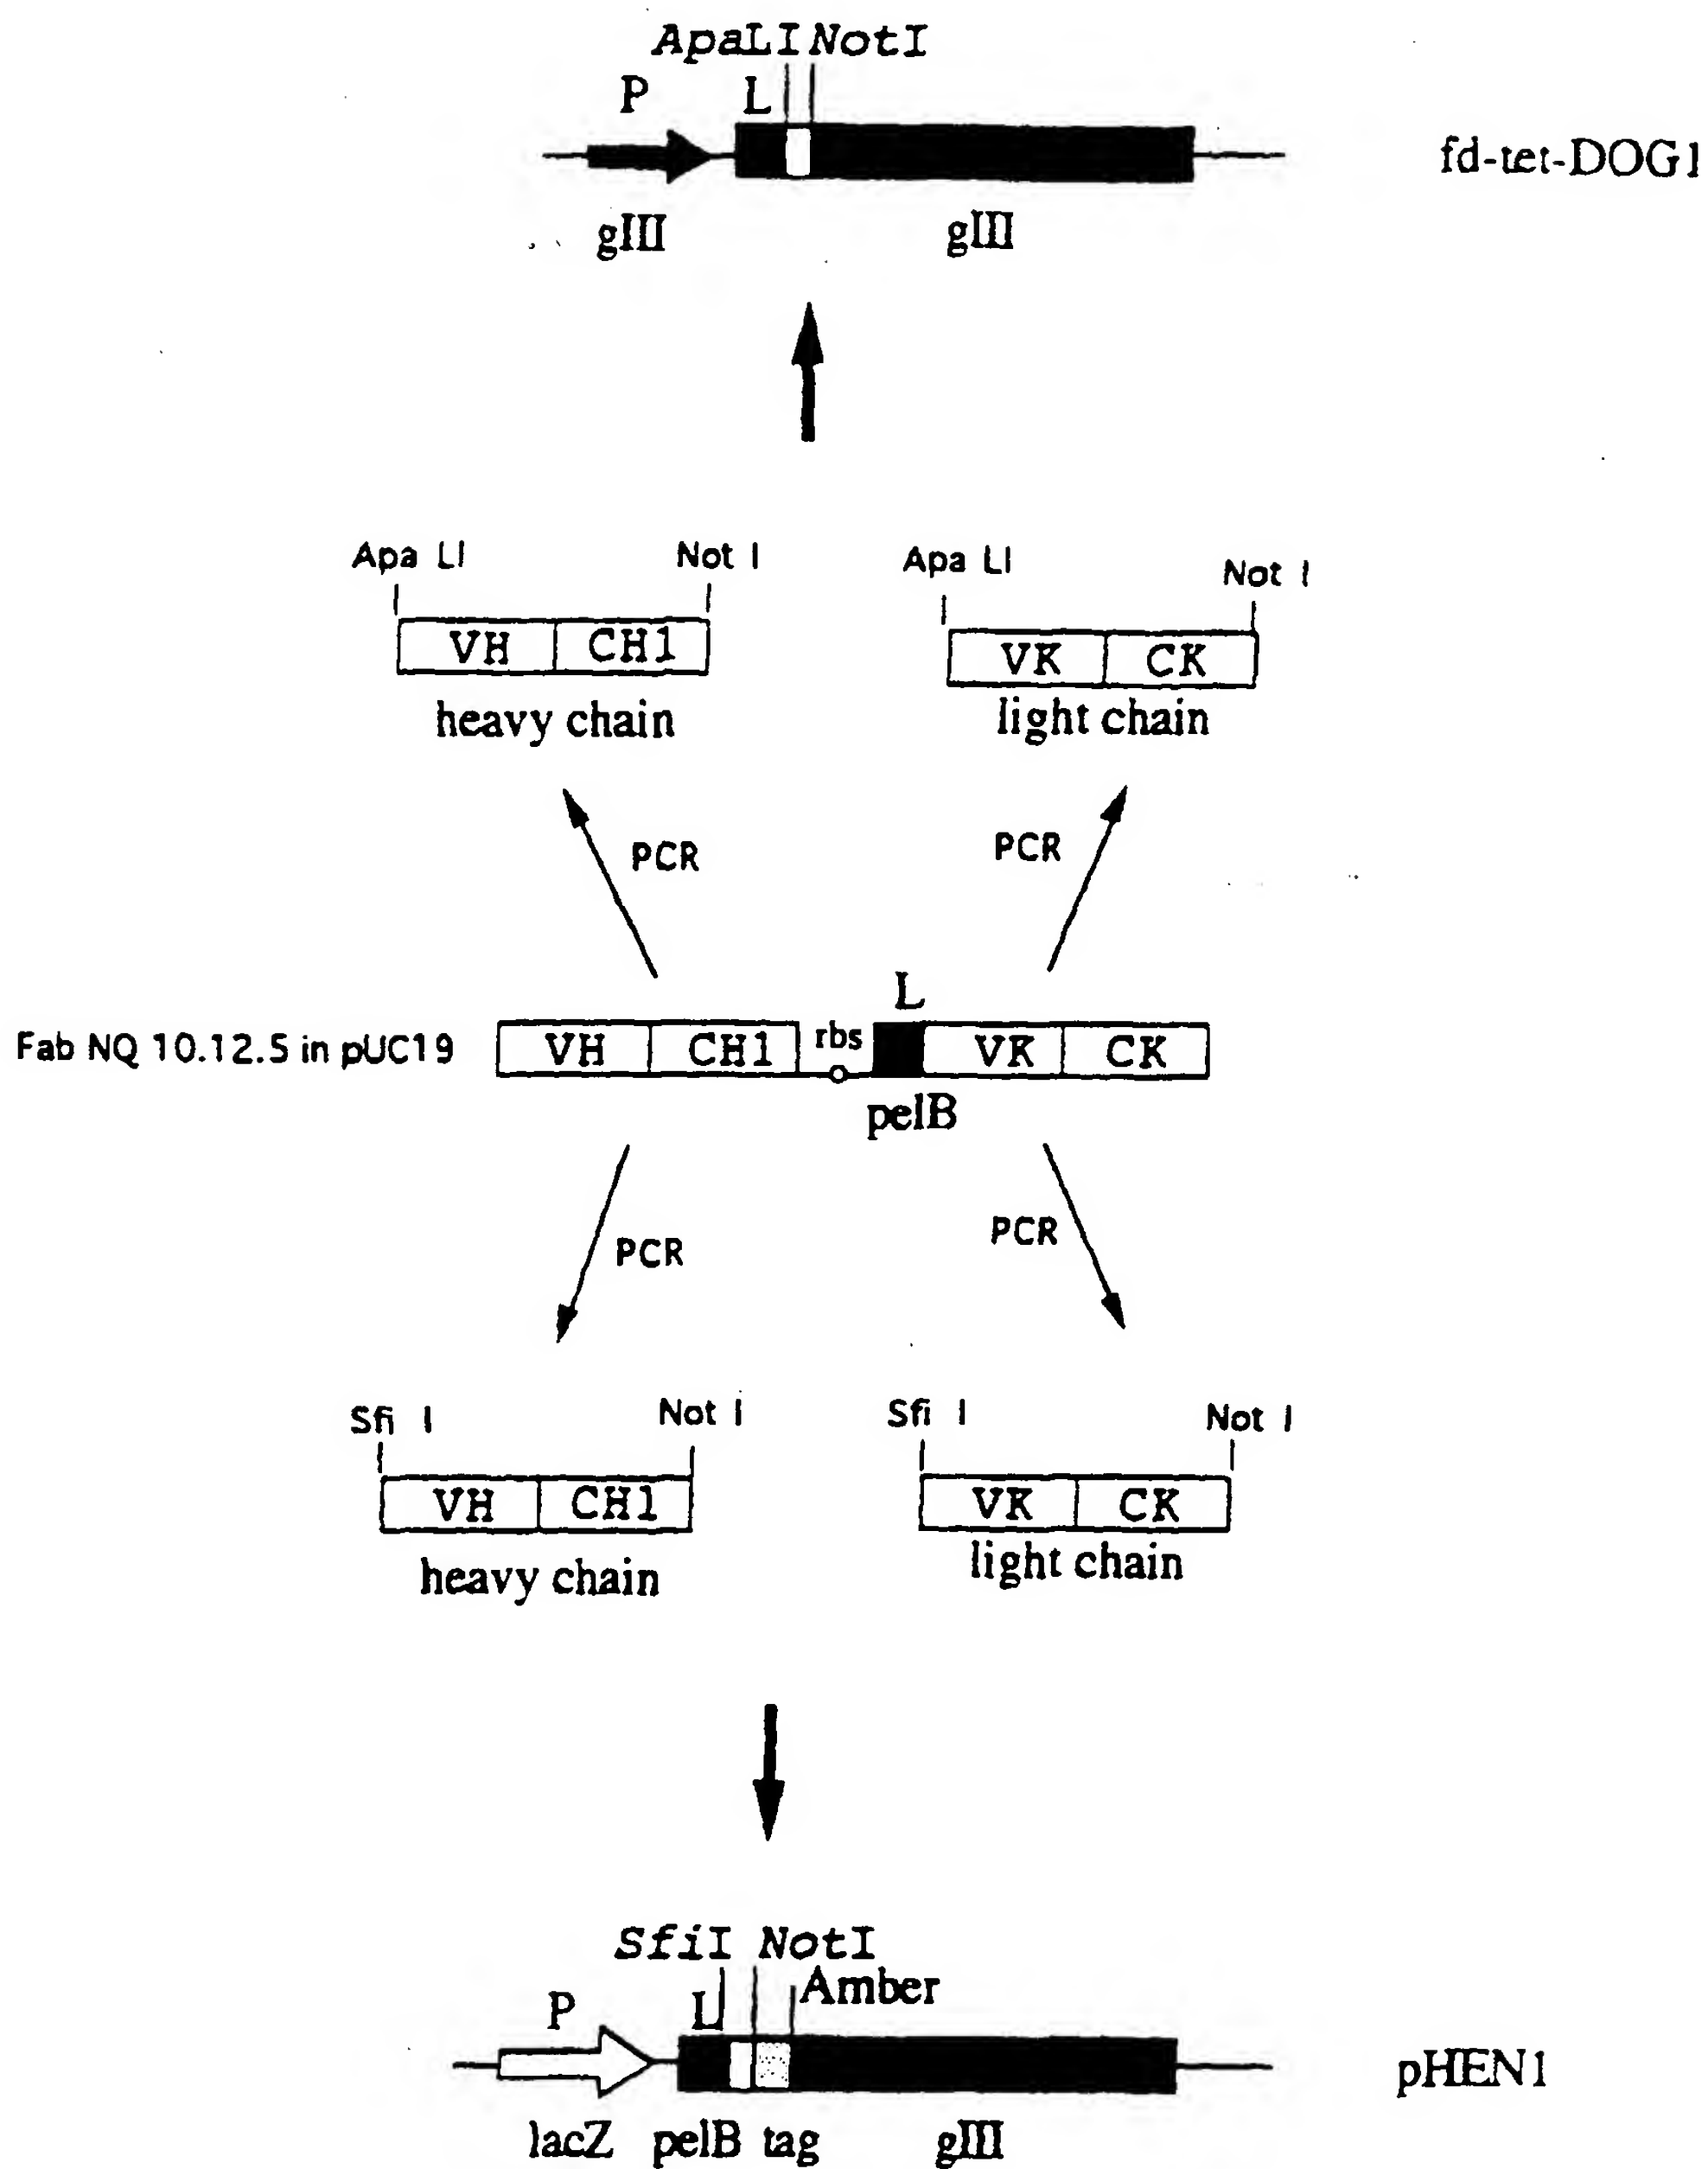 ApaLI NotI
P L
fd-tet-DOG1
gIII gIII
Apa LI Not I Apa LI Not I
VH CH1 VK CK
heavy chain light chain
PCR PCR
L
Fab NQ 10.12.5 in pUC19 VH CH1 rbs VK CK
pelB
PCR PCR
Sfi I Not I Sfi I Not I
VH CH1 VK CK
heavy chain light chain
SfiI NotI
Amber
P L
pHEN1
lacZ pelB tag gIII